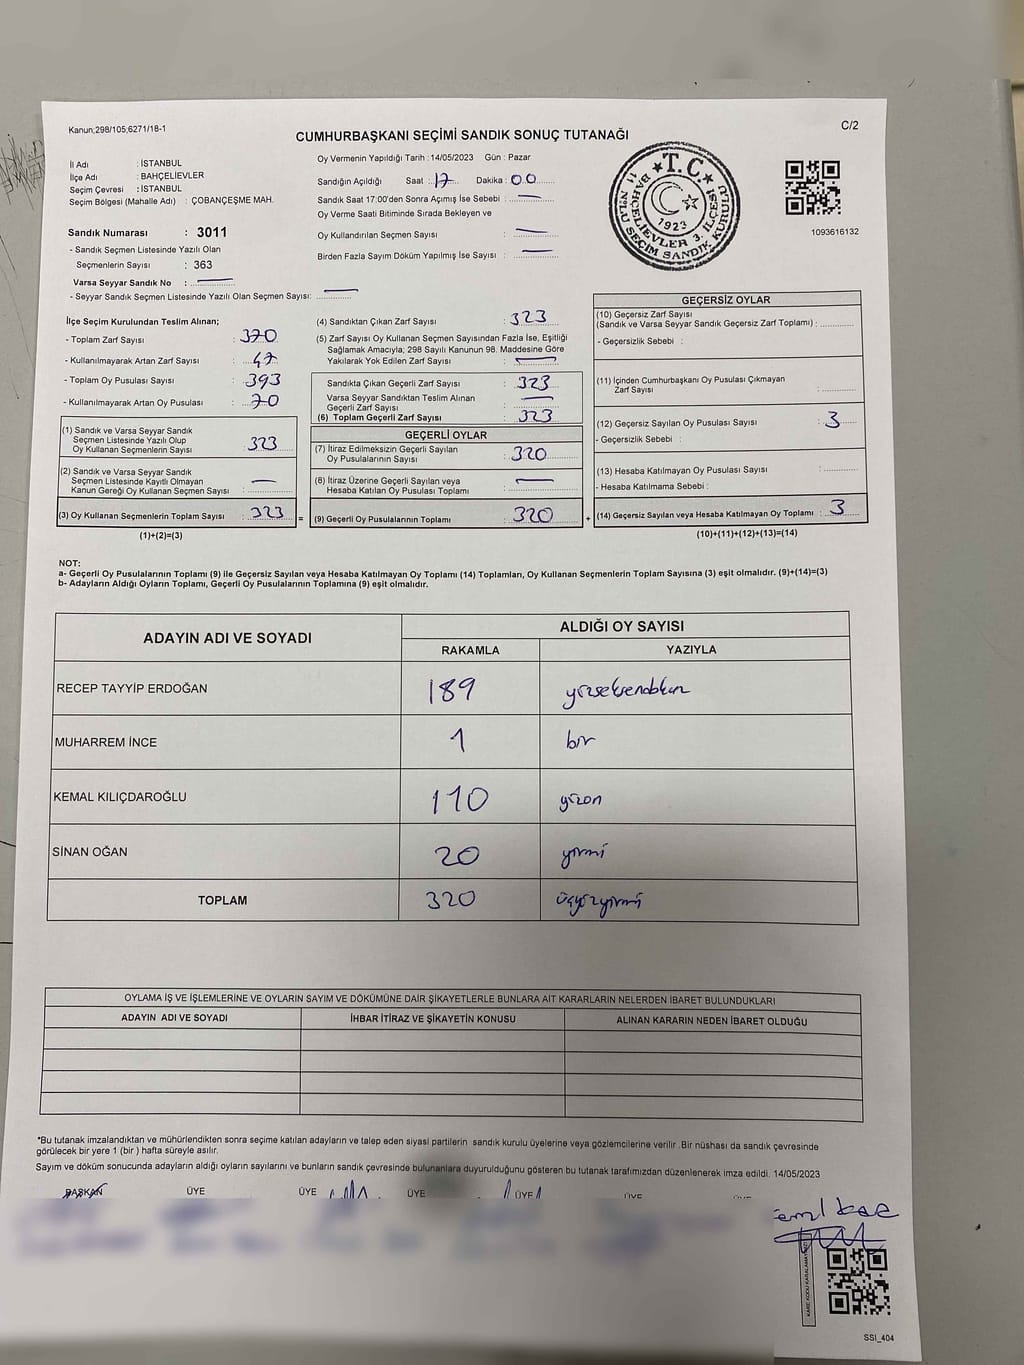 Kanun;298/105;6271/18-1
C/2
CUMHURBAŞKANI SEÇİMİ SANDIK SONUÇ TUTANAĞI
İl Adı : İSTANBUL
İlçe Adı : BAHÇELİEVLER
Seçim Çevresi : İSTANBUL
Seçim Bölgesi (Mahalle Adı) : ÇOBANÇEŞME MAH.
Sandık Numarası : 3011
- Sandık Seçmen Listesinde Yazılı Olan
Seçmenlerin Sayısı : 363
Varsa Seyyar Sandık No :
- Seyyar Sandık Seçmen Listesinde Yazılı Olan Seçmen Sayısı:
Oy Vermenin Yapıldığı Tarih : 14/05/2023 Gün : Pazar
Sandığın Açıldığı Saat : 17 Dakika : 00
Sandık Saat 17:00'den Sonra Açımış İse Sebebi :
Oy Verme Saati Bitiminde Sırada Bekleyen ve
Oy Kullandırılan Seçmen Sayısı :
Birden Fazla Sayım Döküm Yapılmış İse Sayısı :
T.C.
BAHÇELİEVLER 3. İLÇESİ
11 NOLU SEÇİM SANDIK KURULU
1923
1093616132
İlçe Seçim Kurulundan Teslim Alınan;
- Toplam Zarf Sayısı : 370
- Kullanılmayarak Artan Zarf Sayısı : 47
- Toplam Oy Pusulası Sayısı : 393
- Kullanılmayarak Artan Oy Pusulası : 70
(1) Sandık ve Varsa Seyyar Sandık
Seçmen Listesinde Yazılı Olup
Oy Kullanan Seçmenlerin Sayısı : 323
(2) Sandık ve Varsa Seyyar Sandık
Seçmen Listesinde Kayıtlı Olmayan
Kanun Gereği Oy Kullanan Seçmen Sayısı :
(3) Oy Kullanan Seçmenlerin Toplam Sayısı : 323
(1)+(2)=(3)
=
(4) Sandıktan Çıkan Zarf Sayısı : 323
(5) Zarf Sayısı Oy Kullanan Seçmen Sayısından Fazla İse, Eşitliği
Sağlamak Amacıyla; 298 Sayılı Kanunun 98. Maddesine Göre
Yakılarak Yok Edilen Zarf Sayısı :
Sandıkta Çıkan Geçerli Zarf Sayısı : 323
Varsa Seyyar Sandıktan Teslim Alınan
Geçerli Zarf Sayısı :
(6) Toplam Geçerli Zarf Sayısı : 323
GEÇERLİ OYLAR
(7) İtiraz Edilmeksizin Geçerli Sayılan
Oy Pusulalarının Sayısı : 320
(8) İtiraz Üzerine Geçerli Sayılan veya
Hesaba Katılan Oy Pusulası Toplamı :
(9) Geçerli Oy Pusulalarının Toplamı : 320
+
GEÇERSİZ OYLAR
(10) Geçersiz Zarf Sayısı
(Sandık ve Varsa Seyyar Sandık Geçersiz Zarf Toplamı) :
- Geçersizlik Sebebi :
(11) İçinden Cumhurbaşkanı Oy Pusulası Çıkmayan
Zarf Sayısı :
(12) Geçersiz Sayılan Oy Pusulası Sayısı : 3
- Geçersizlik Sebebi :
(13) Hesaba Katılmayan Oy Pusulası Sayısı :
- Hesaba Katılmama Sebebi :
(14) Geçersiz Sayılan veya Hesaba Katılmayan Oy Toplamı : 3
(10)+(11)+(12)+(13)=(14)
NOT:
a- Geçerli Oy Pusulalarının Toplamı (9) ile Geçersiz Sayılan veya Hesaba Katılmayan Oy Toplamı (14) Toplamları, Oy Kullanan Seçmenlerin Toplam Sayısına (3) eşit olmalıdır. (9)+(14)=(3)
b- Adayların Aldığı Oyların Toplamı, Geçerli Oy Pusulalarının Toplamına (9) eşit olmalıdır.
ADAYIN ADI VE SOYADI
ALDIĞI OY SAYISI
RAKAMLA YAZIYLA
RECEP TAYYİP ERDOĞAN 189
MUHARREM İNCE 1 bir
KEMAL KILIÇDAROĞLU 110 yüzon
SİNAN OĞAN 20 yirmi
TOPLAM 320 üçyüzyirmi
OYLAMA İŞ VE İŞLEMLERİNE VE OYLARIN SAYIM VE DÖKÜMÜNE DAİR ŞİKAYETLERLE BUNLARA AİT KARARLARIN NELERDEN İBARET BULUNDUKLARI
ADAYIN ADI VE SOYADI İHBAR İTİRAZ VE ŞİKAYETİN KONUSU ALINAN KARARIN NEDEN İBARET OLDUĞU
*Bu tutanak imzalandıktan ve mühürlendikten sonra seçime katılan adayların ve talep eden siyasi partilerin sandık kurulu üyelerine veya gözlemcilerine verilir .Bir nüshası da sandık çevresinde
görülecek bir yere 1 (bir ) hafta süreyle asılır.
Sayım ve döküm sonucunda adayların aldığı oyların sayılarını ve bunların sandık çevresinde bulunanlara duyurulduğunu gösteren bu tutanak tarafımızdan düzenlenerek imza edildi. 14/05/2023
BAŞKAN ÜYE ÜYE ÜYE ÜYE
SSI_404